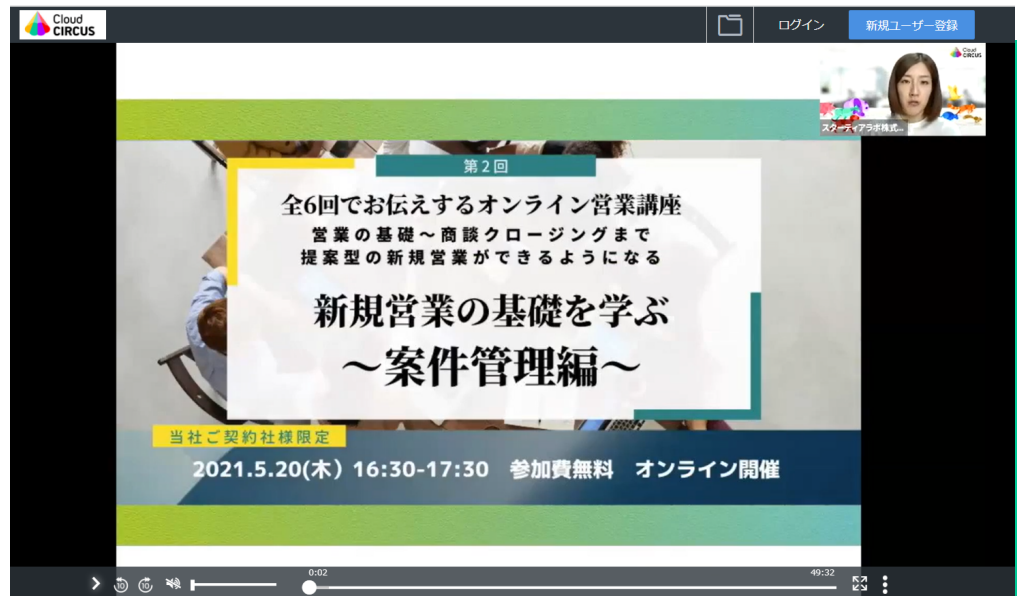 Cloud
CIRCUS
ログイン
新規ユーザー登録
Cloud
CIRCUS
スターティアラボ株式...
第2回
全6回でお伝えするオンライン営業講座
営業の基礎～商談クロージングまで
提案型の新規営業ができるようになる
新規営業の基礎を学ぶ
～案件管理編～
当社ご契約社様限定
2021.5.20(木) 16:30-17:30 参加費無料 オンライン開催
10
10
0:02
49:32